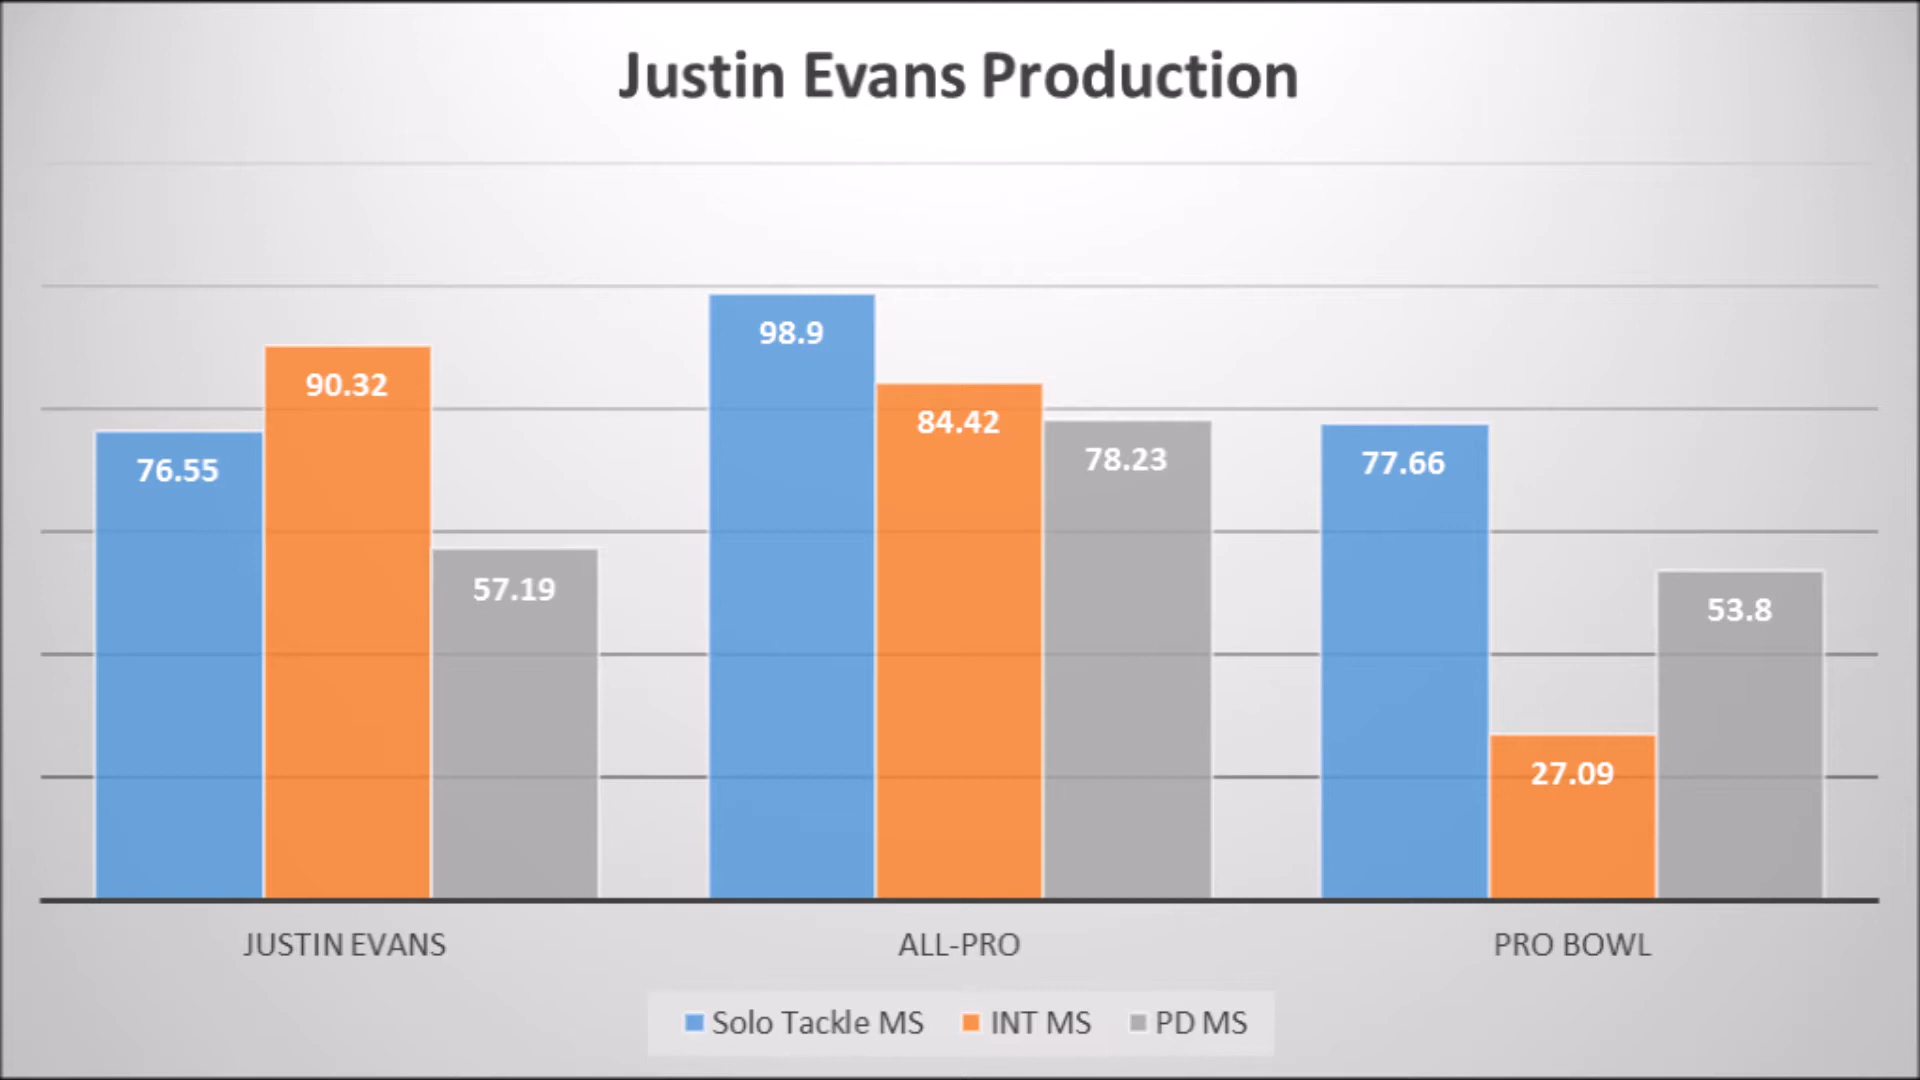 Justin Evans Production
76.55
90.32
57.19
98.9
84.42
78.23
77.66
27.09
53.8
JUSTIN EVANS
ALL-PRO
PRO BOWL
Solo Tackle MS
INT MS
PD MS